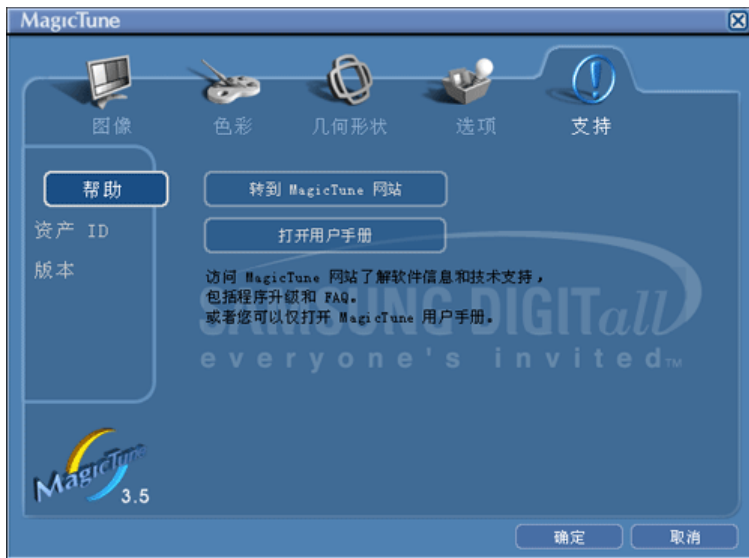 MagicTune
图像
色彩
几何形状
选项
支持
帮助
资产 ID
版本
转到 MagicTune 网站
打开用户手册
访问 MagicTune 网站了解软件信息和技术支持，
包括程序升级和 FAQ。
或者您可以仅打开 MagicTune 用户手册。
SAMSUNG DIGITall
everyone's invited™
MagicTune
3.5
确定
取消